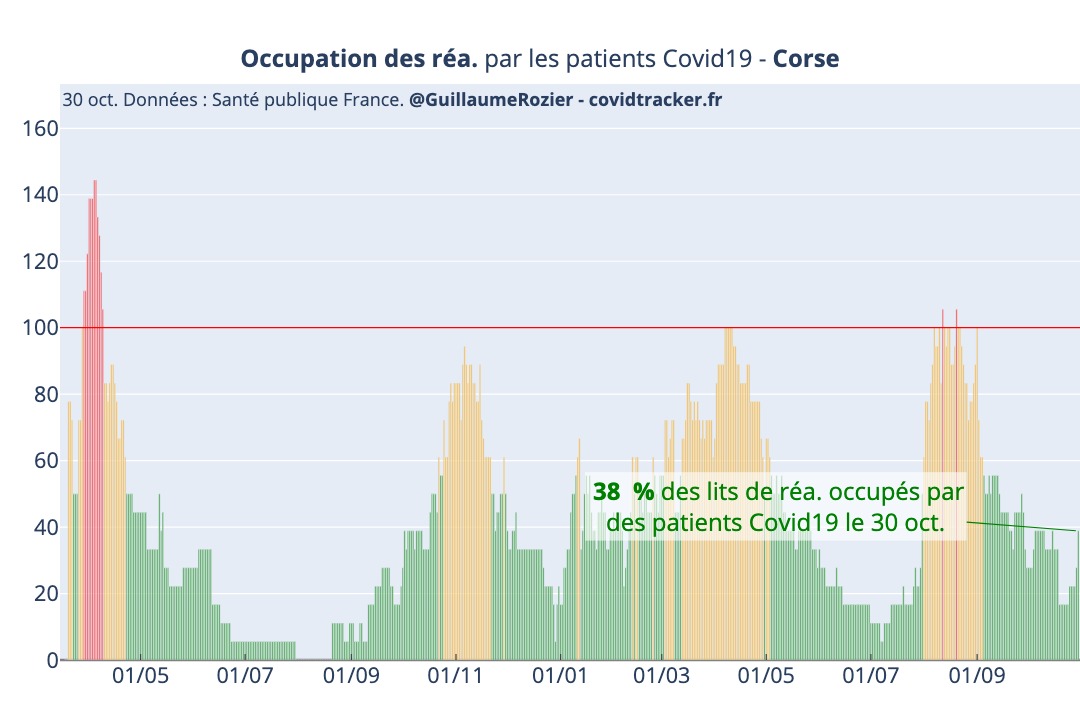 Occupation des réa. par les patients Covid19 - Corse
30 oct. Données : Santé publique France. @GuillaumeRozier - covidtracker.fr
160
140
120
100
80
60
38 % des lits de réa. occupés par
des patients Covid19 le 30 oct.
40
20
0
01/05 01/07 01/09 01/11 01/01 01/03 01/05 01/07 01/09